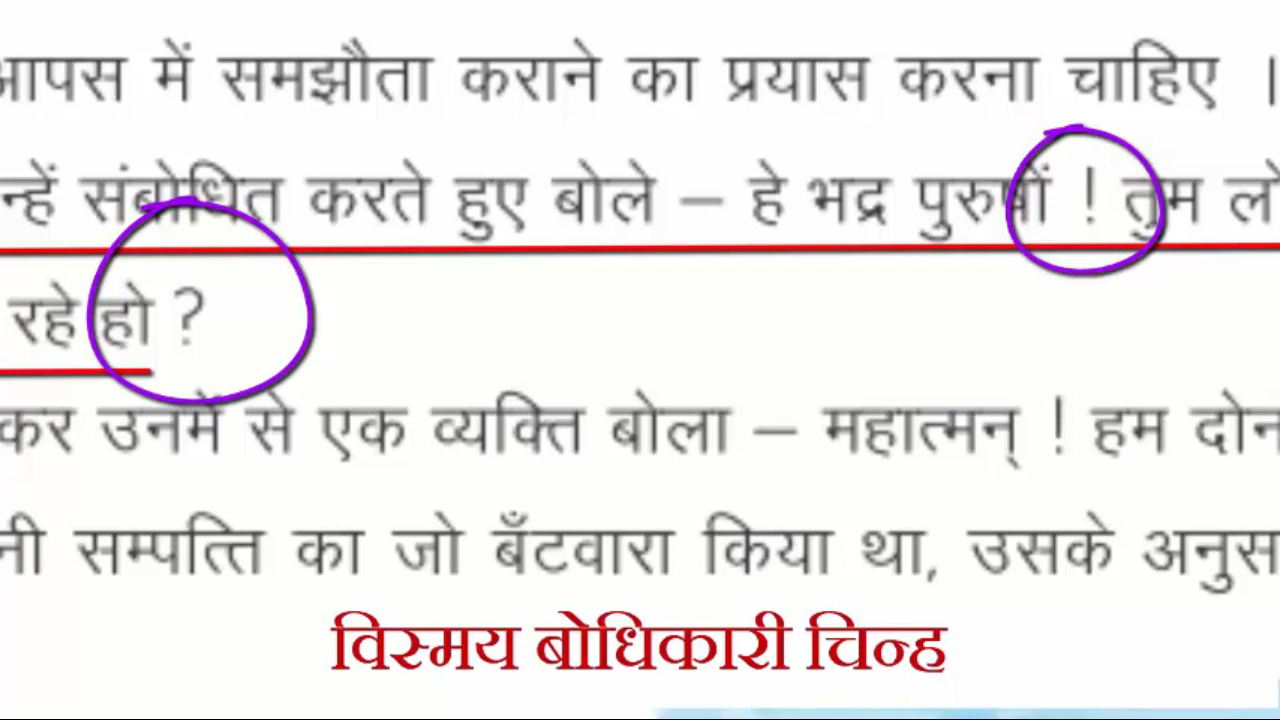 आपस में समझौता कराने का प्रयास करना चाहिए ।
न्हें संबोधित करते हुए बोले – हे भद्र पुरुषों ! तुम लो
रहे हो ?
कर उनमें से एक व्यक्ति बोला – महात्मन् ! हम दोन
नी सम्पत्ति का जो बँटवारा किया था, उसके अनुस
विस्मय बोधिकारी चिन्ह